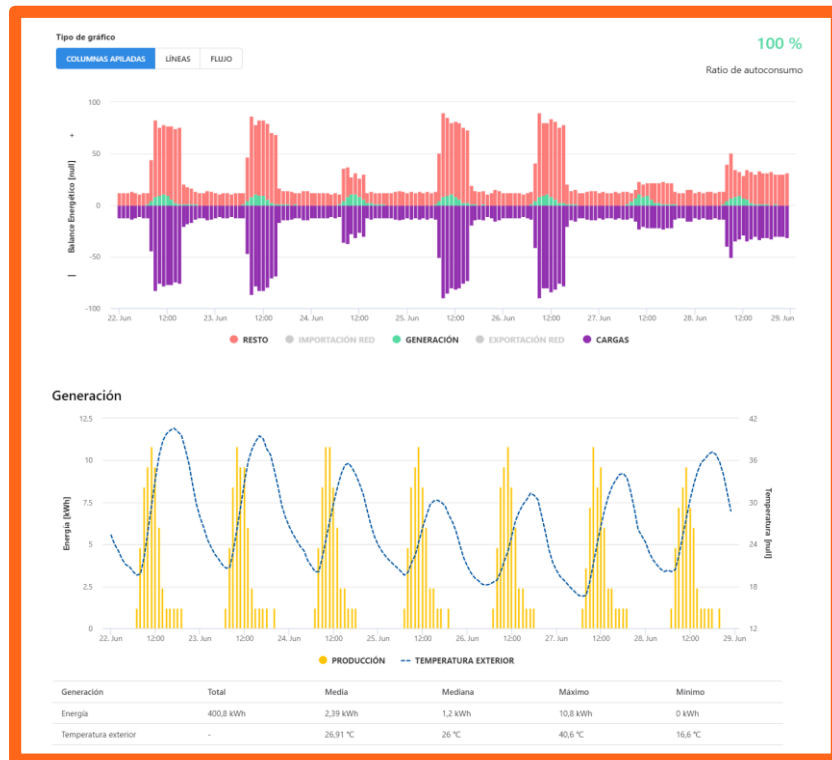 Tipo de gráfico
COLUMNAS APILADAS LÍNEAS FLUJO
100 %
Ratio de autoconsumo
Balance Energético [null]
+
|
100
50
0
-50
-100
22. Jun 12:00 23. Jun 12:00 24. Jun 12:00 25. Jun 12:00 26. Jun 12:00 27. Jun 12:00 28. Jun 12:00 29. Jun
RESTO IMPORTACIÓN RED GENERACIÓN EXPORTACIÓN RED CARGAS
Generación
Energía [kWh]
12.5
10
7.5
5
2.5
0
42
36
30
24
18
12
Temperatura [null]
22. Jun 12:00 23. Jun 12:00 24. Jun 12:00 25. Jun 12:00 26. Jun 12:00 27. Jun 12:00 28. Jun 12:00 29. Jun
PRODUCCIÓN TEMPERATURA EXTERIOR
Generación Total Media Mediana Máximo Mínimo
Energía 400,8 kWh 2,39 kWh 1,2 kWh 10,8 kWh 0 kWh
Temperatura exterior - 26,91 ºC 26 ºC 40,6 ºC 16,6 ºC